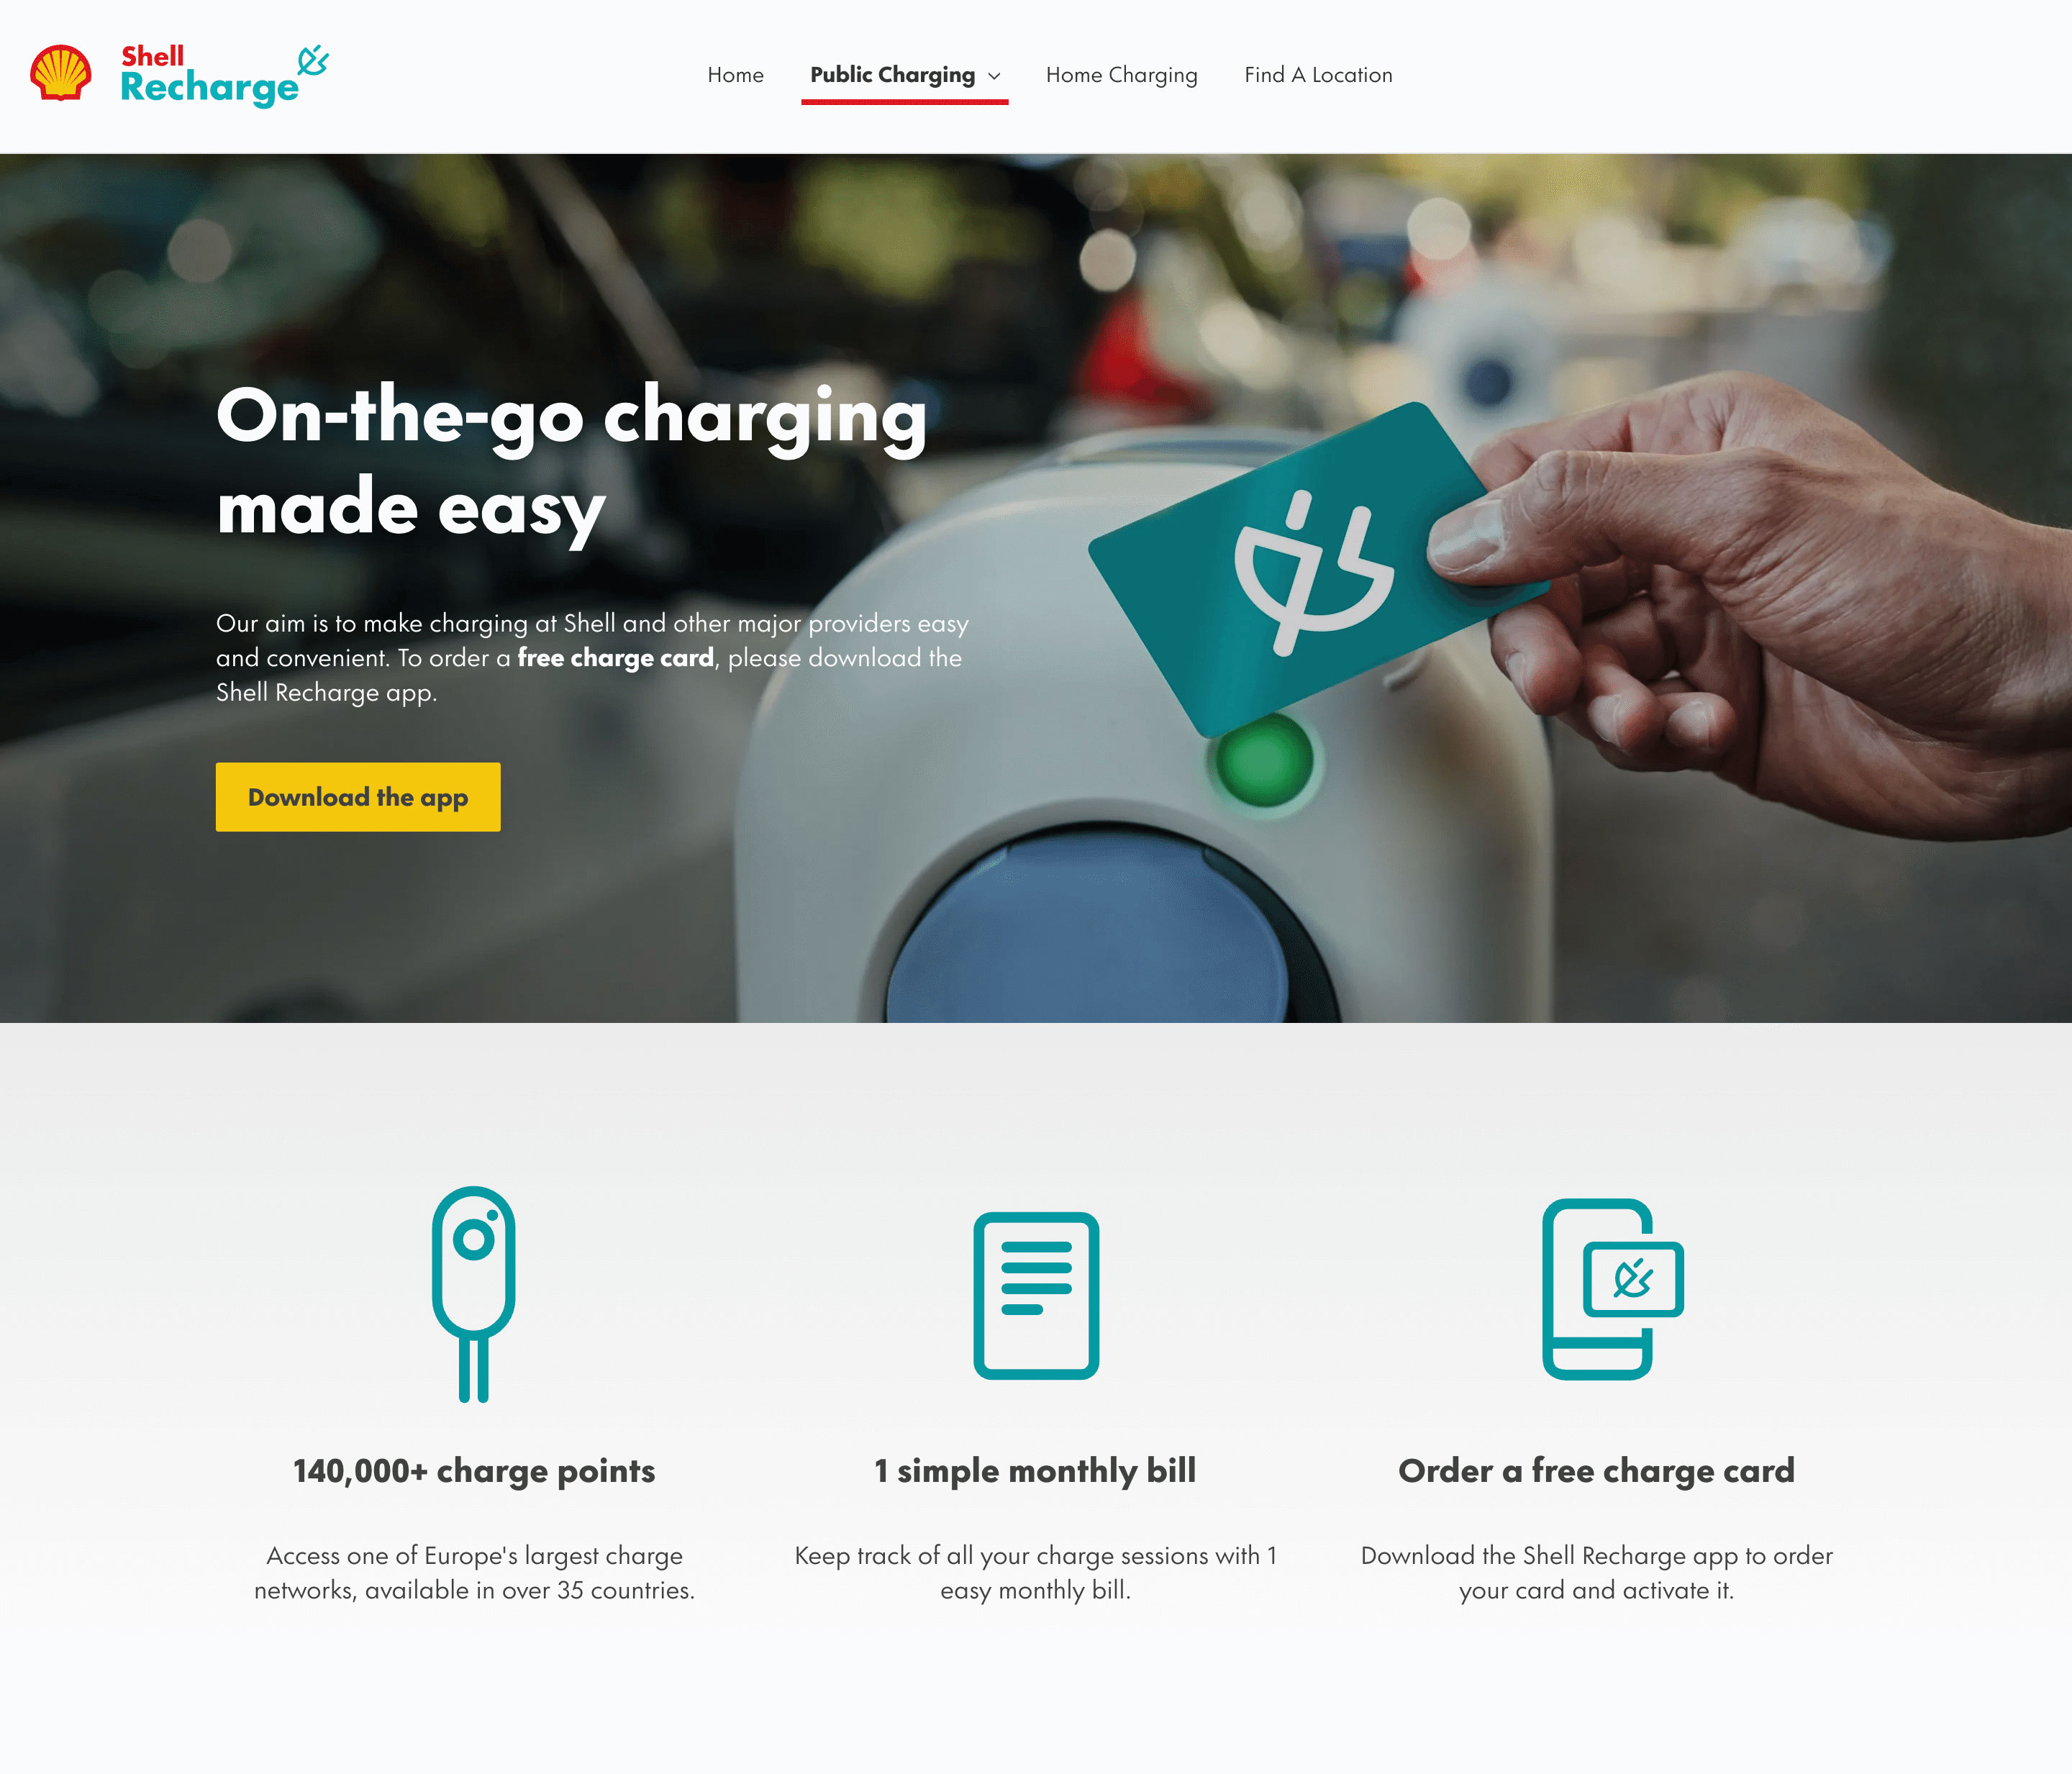 Shell
Recharge
Home
Public Charging
Home Charging
Find A Location
On-the-go charging
made easy
Our aim is to make charging at Shell and other major providers easy
and convenient. To order a free charge card, please download the
Shell Recharge app.
Download the app
140,000+ charge points
Access one of Europe's largest charge
networks, available in over 35 countries.
1 simple monthly bill
Keep track of all your charge sessions with 1
easy monthly bill.
Order a free charge card
Download the Shell Recharge app to order
your card and activate it.